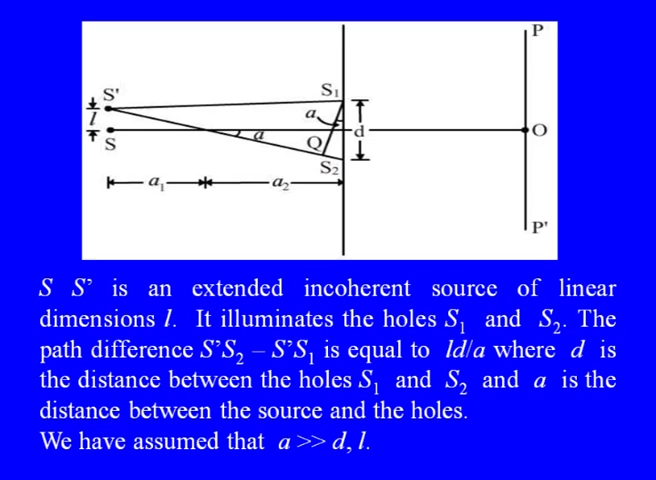 P
S'
S₁
l
a
a
d
O
S
Q
S₂
a₁
a₂
P'
S S’ is an extended incoherent source of linear
dimensions l. It illuminates the holes S₁ and S₂. The
path difference S’S₂ – S’S₁ is equal to ld/a where d is
the distance between the holes S₁ and S₂ and a is the
distance between the source and the holes.
We have assumed that a >> d, l.